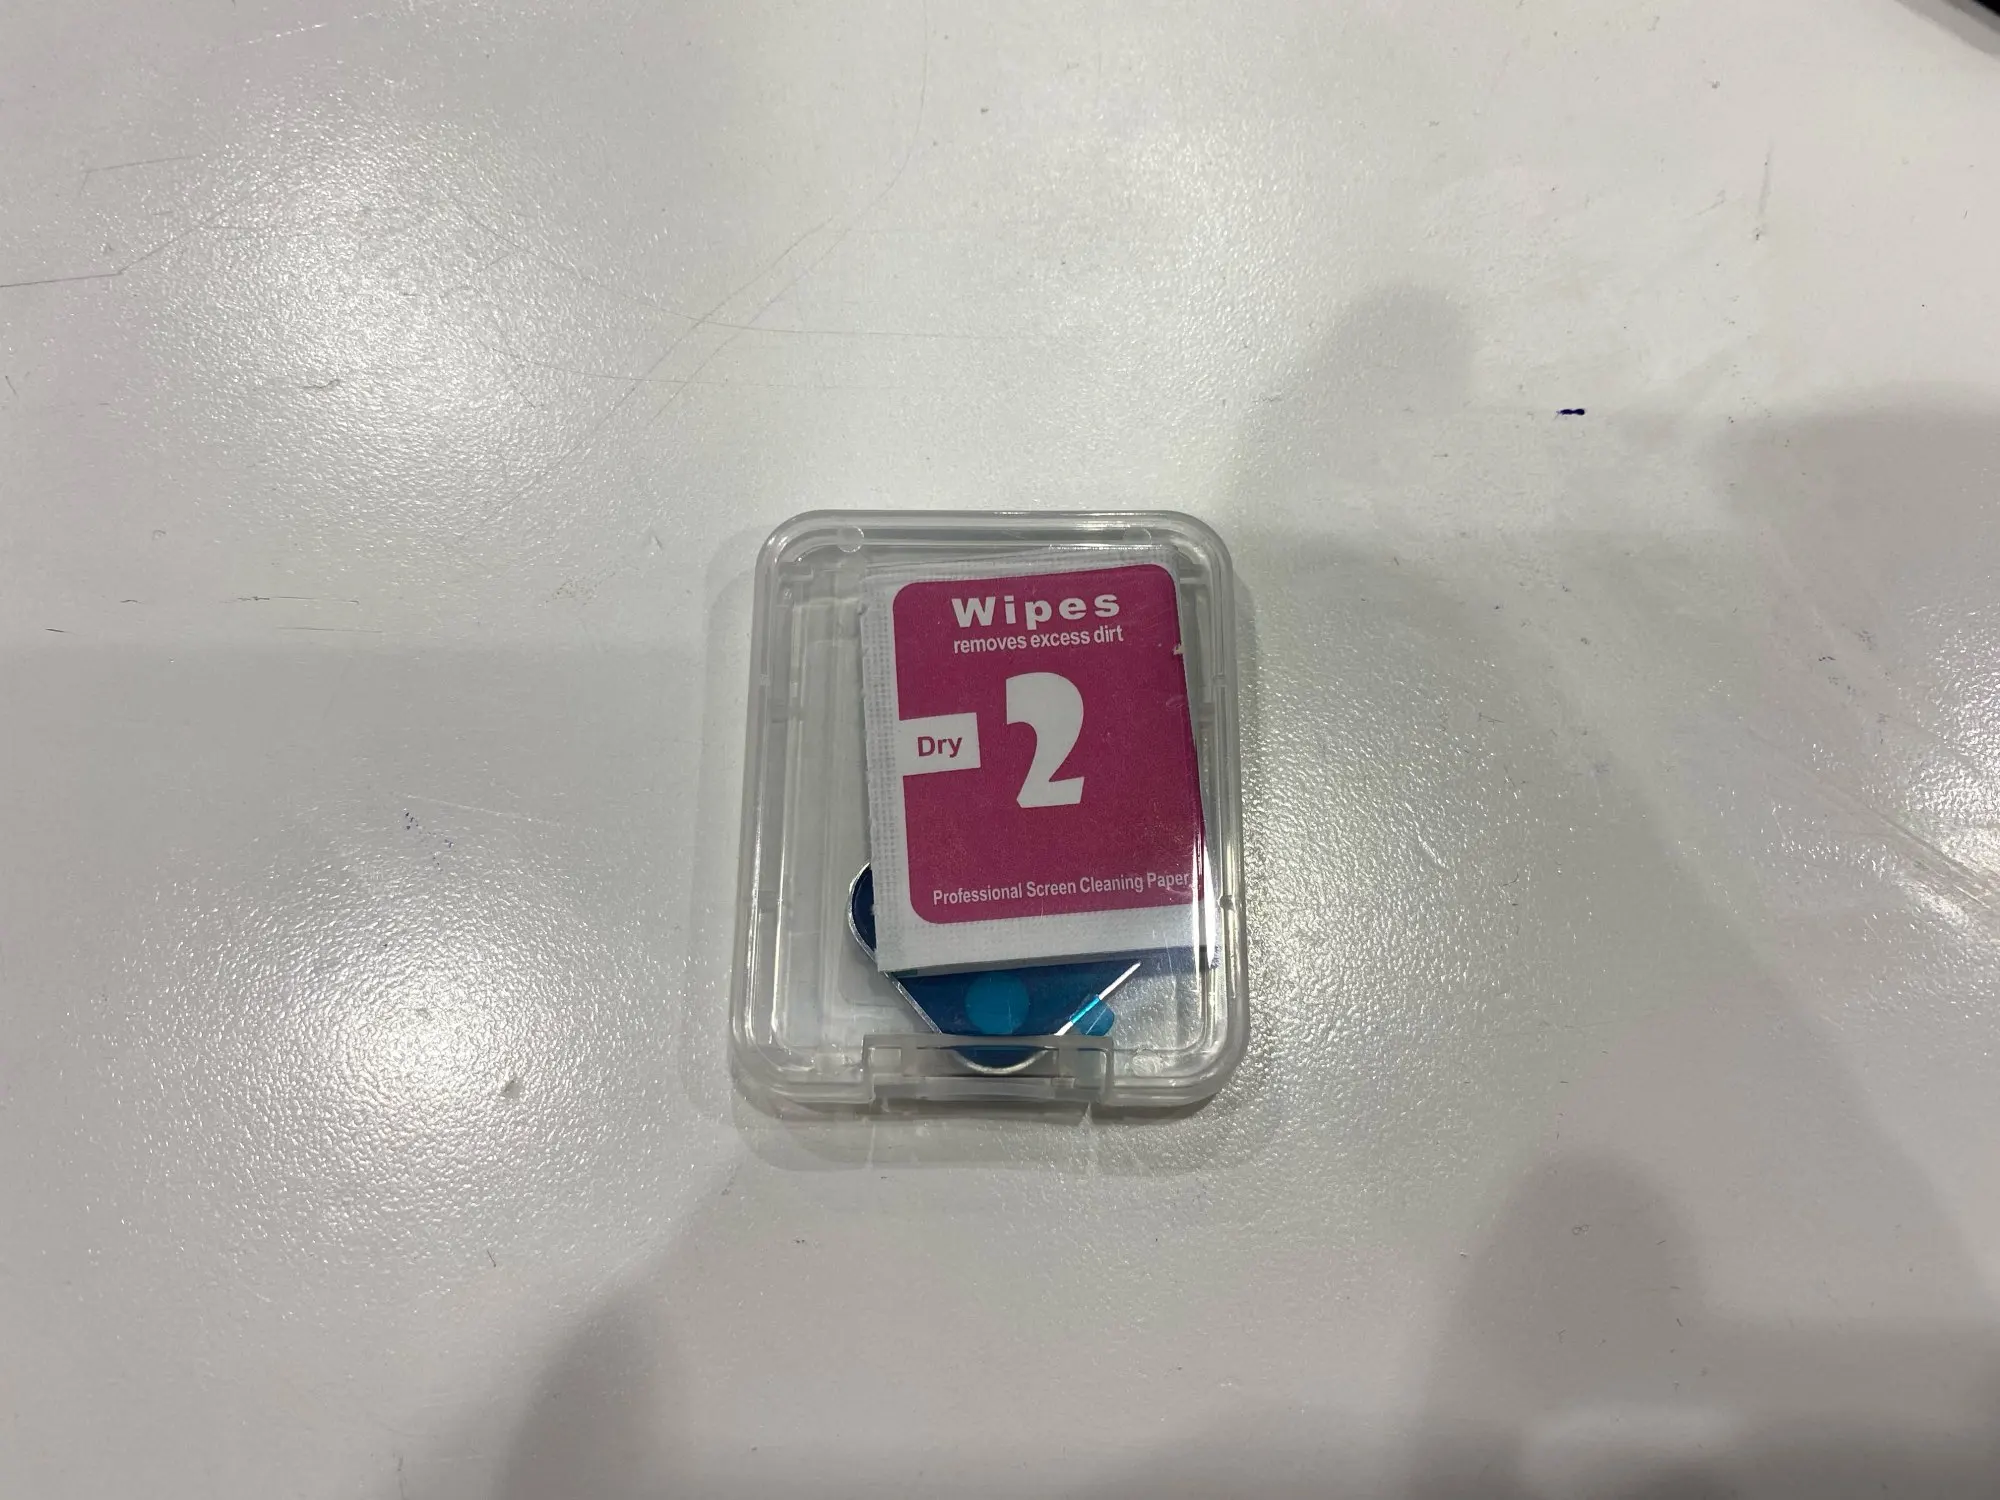 Wipes
removes excess dirt
2
Dry
Professional Screen Cleaning Paper